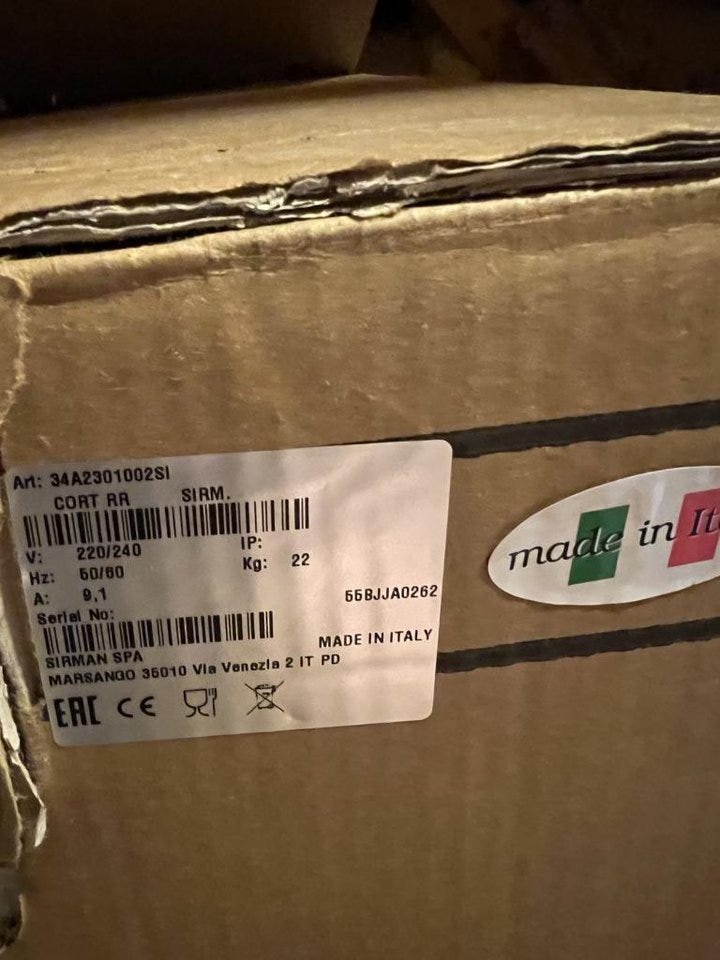 Art: 34A2301002SI
CORT RR SIRM.
V: 220/240 IP:
Hz: 50/60 Kg: 22
A: 9,1
Serial No: 55BJJA0262
MADE IN ITALY
SIRMAN SPA
MARSANGO 35010 Via Venezia 2 IT PD
EAC CE
made in It